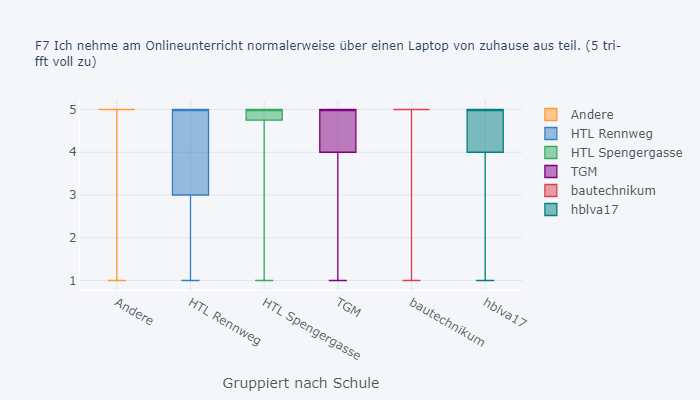 F7 Ich nehme am Onlineunterricht normalerweise über einen Laptop von zuhause aus teil. (5 tri-
fft voll zu)
5
4
3
2
1
Andere
HTL Rennweg
HTL Spengergasse
TGM
bautechnikum
hblva17
Gruppiert nach Schule
Andere
HTL Rennweg
HTL Spengergasse
TGM
bautechnikum
hblva17